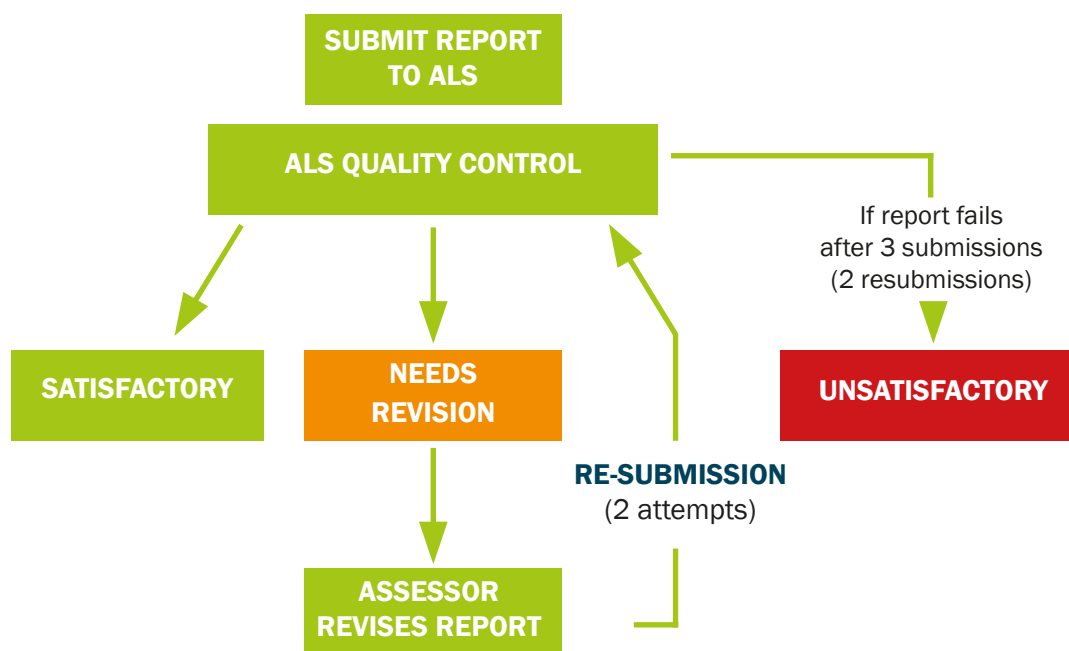 SUBMIT REPORT
TO ALS
ALS QUALITY CONTROL
If report fails
after 3 submissions
(2 resubmissions)
SATISFACTORY
NEEDS
REVISION
UNSATISFACTORY
RE-SUBMISSION
(2 attempts)
ASSESSOR
REVISES REPORT